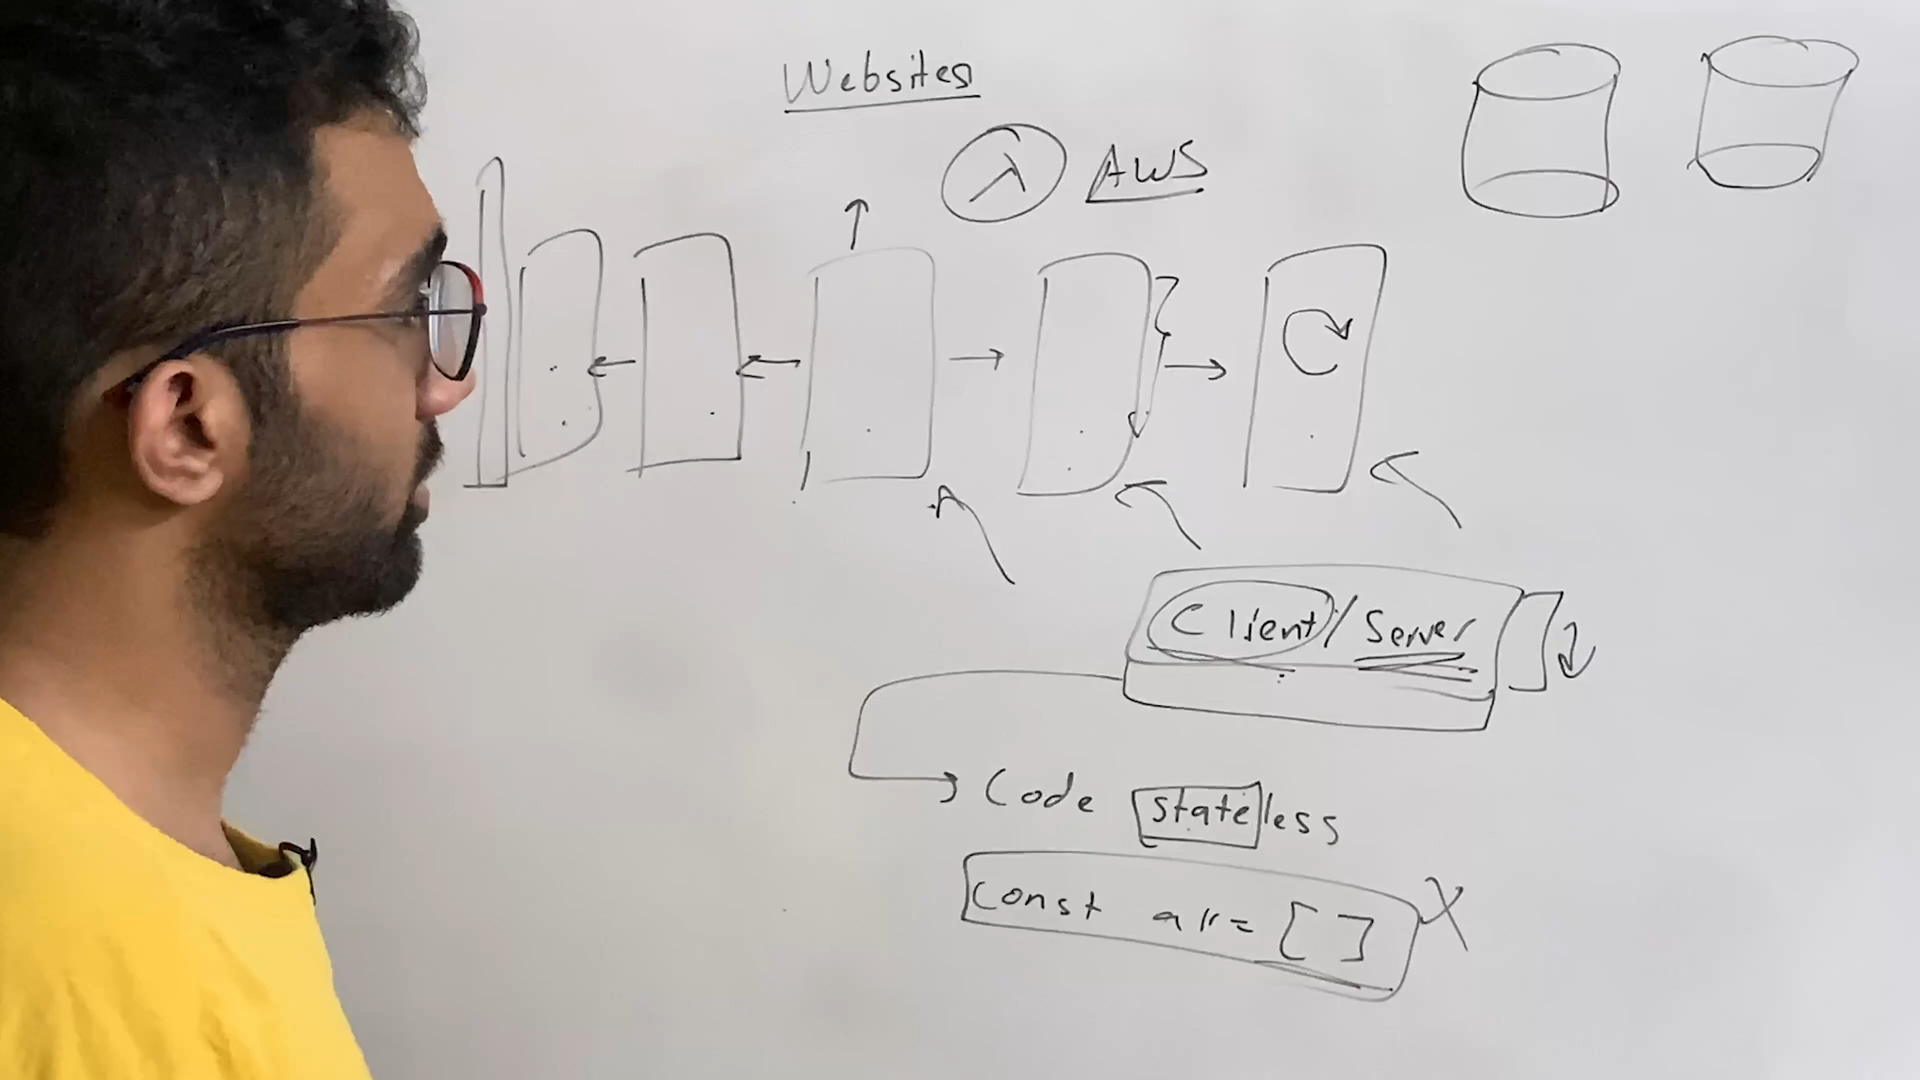 Websites
λ AWS
Client/Server
Code stateless
const arr= []